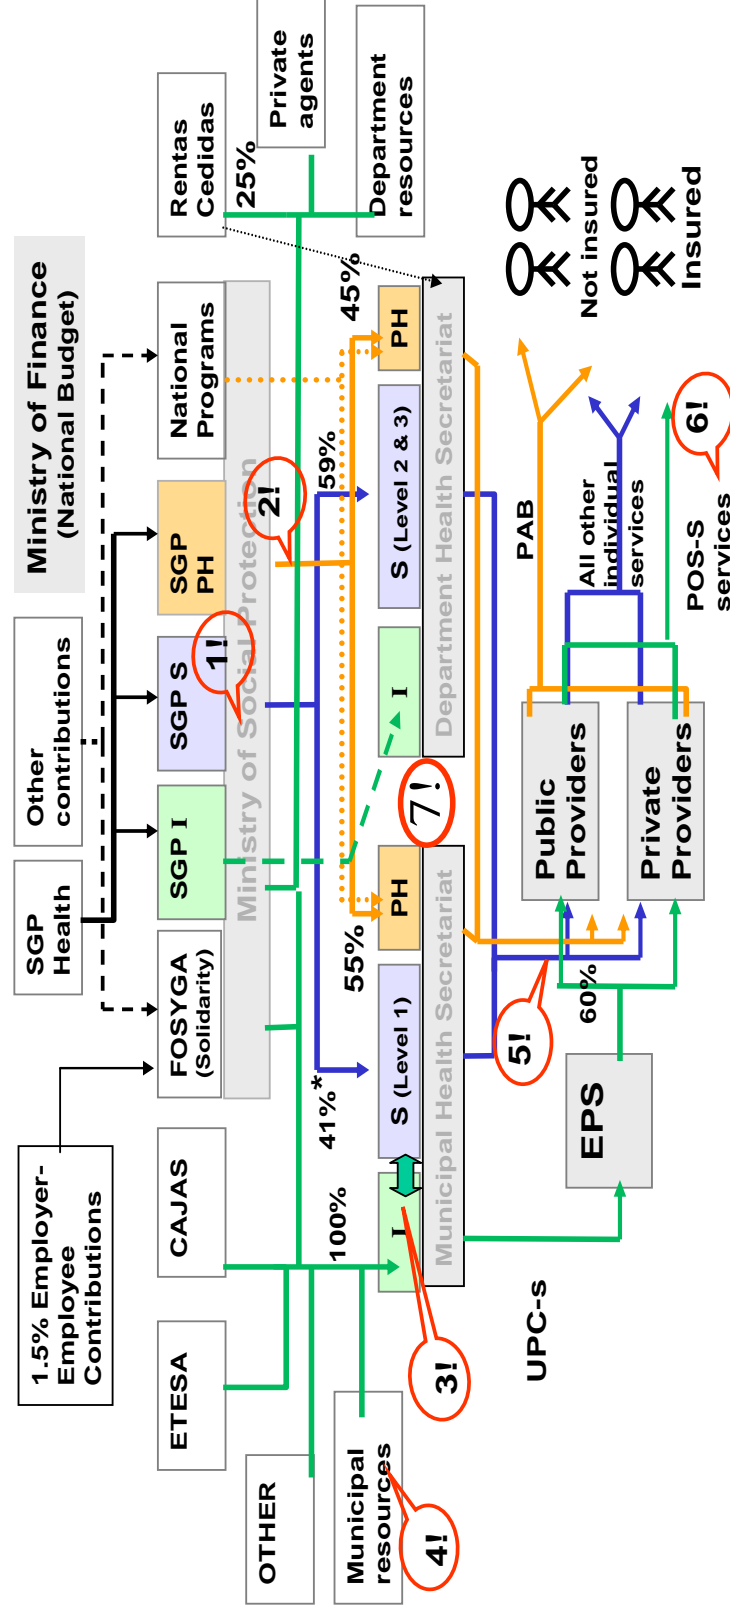 Ministry of Finance
(National Budget)
SGP
Health
Other
contributions
1.5% Employer-
Employee
Contributions
ETESA
CAJAS
FOSYGA
(Solidarity)
SGP I
SGP S
SGP
PH
National
Programs
Rentas
Cedidas
Ministry of Social Protection
1!
2!
25%
Private
agents
Department
resources
OTHER
Municipal
resources
4!
3!
100%
41%*
55%
59%
45%
I
S (Level 1)
PH
Municipal Health Secretariat
7!
I
S (Level 2 & 3)
PH
Department Health Secretariat
UPC-s
EPS
5!
60%
Public
Providers
Private
Providers
PAB
All other
individual
services
POS-S
services
6!
Not insured
Insured